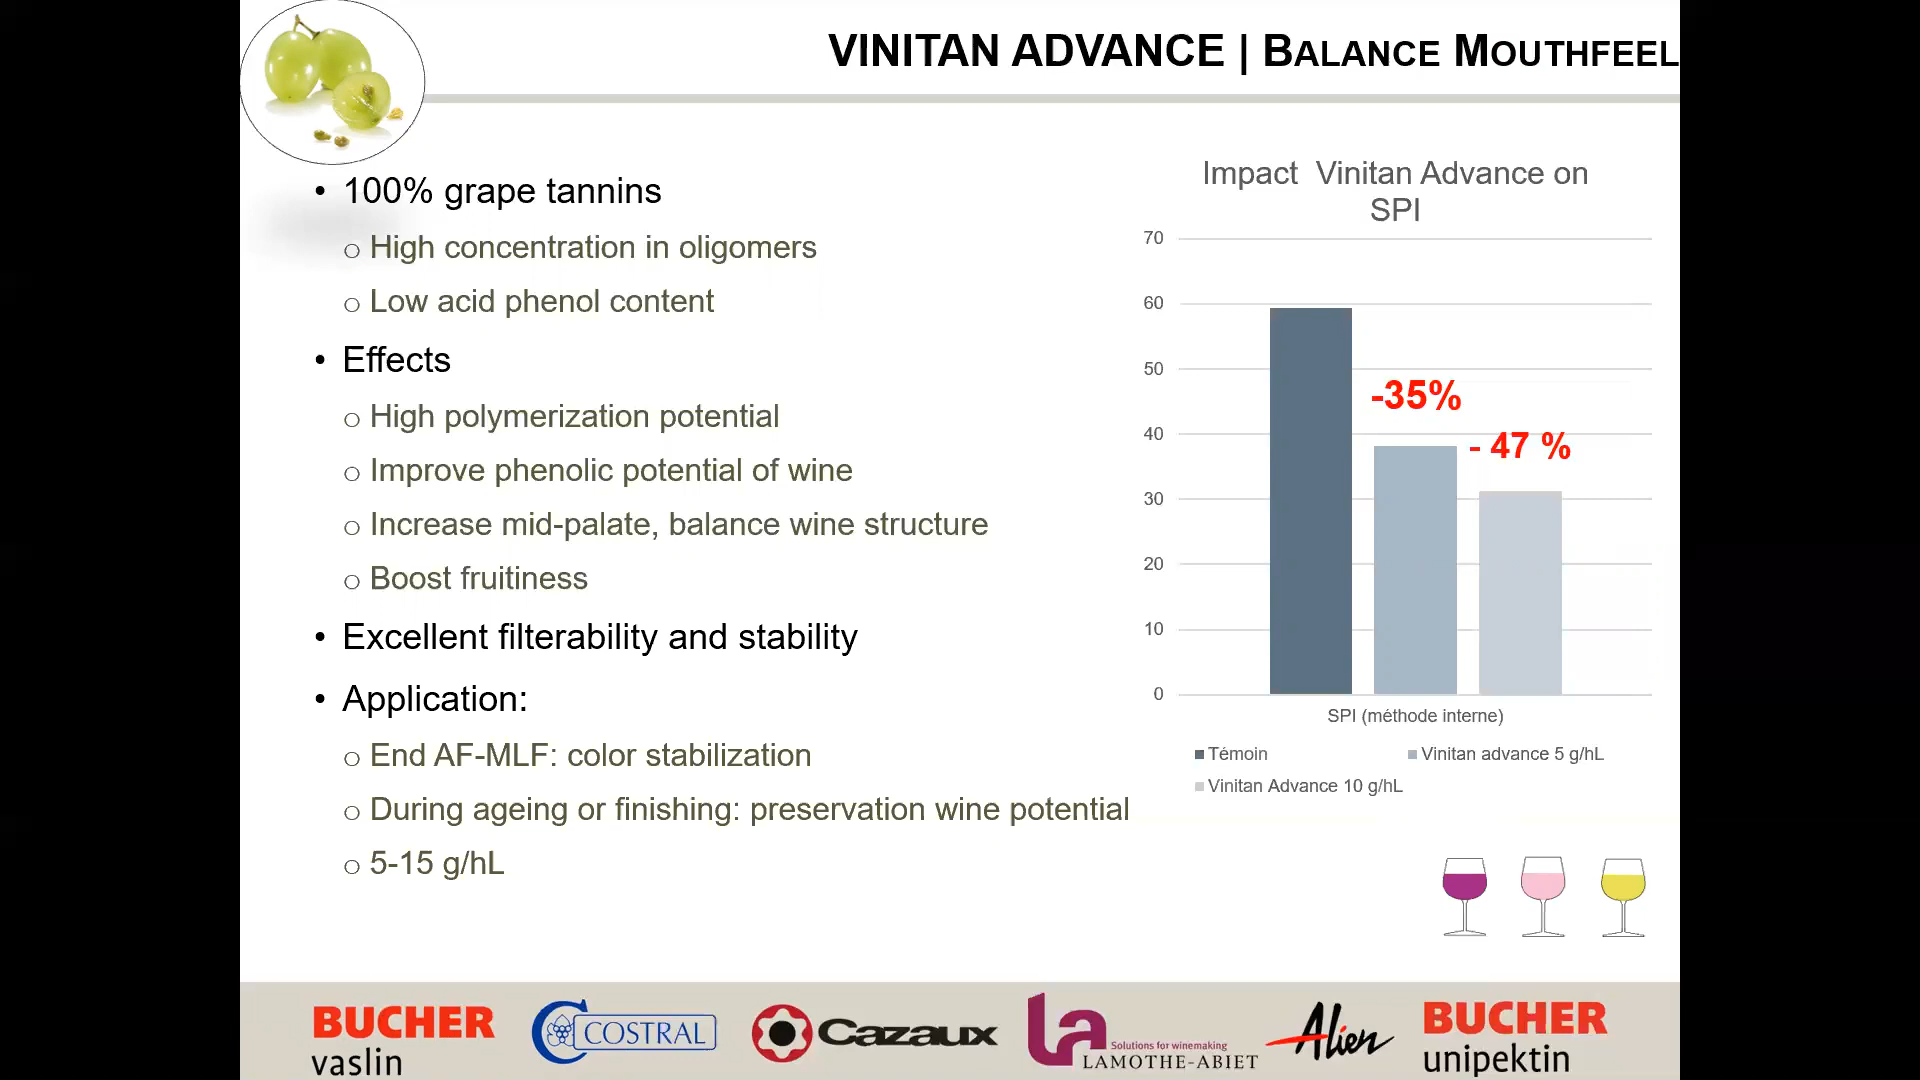 VINITAN ADVANCE | BALANCE MOUTHFEEL
• 100% grape tannins
o High concentration in oligomers
o Low acid phenol content
• Effects
o High polymerization potential
o Improve phenolic potential of wine
o Increase mid-palate, balance wine structure
o Boost fruitiness
• Excellent filterability and stability
• Application:
o End AF-MLF: color stabilization
o During ageing or finishing: preservation wine potential
o 5-15 g/hL
Impact Vinitan Advance on
SPI
70
60
50
40
30
20
10
0
-35%
- 47 %
SPI (méthode interne)
Témoin
Vinitan advance 5 g/hL
Vinitan Advance 10 g/hL
BUCHER
vaslin
COSTRAL
Cazaux
la
Solutions for winemaking
LAMOTHE-ABIET
Alien
BUCHER
unipektin